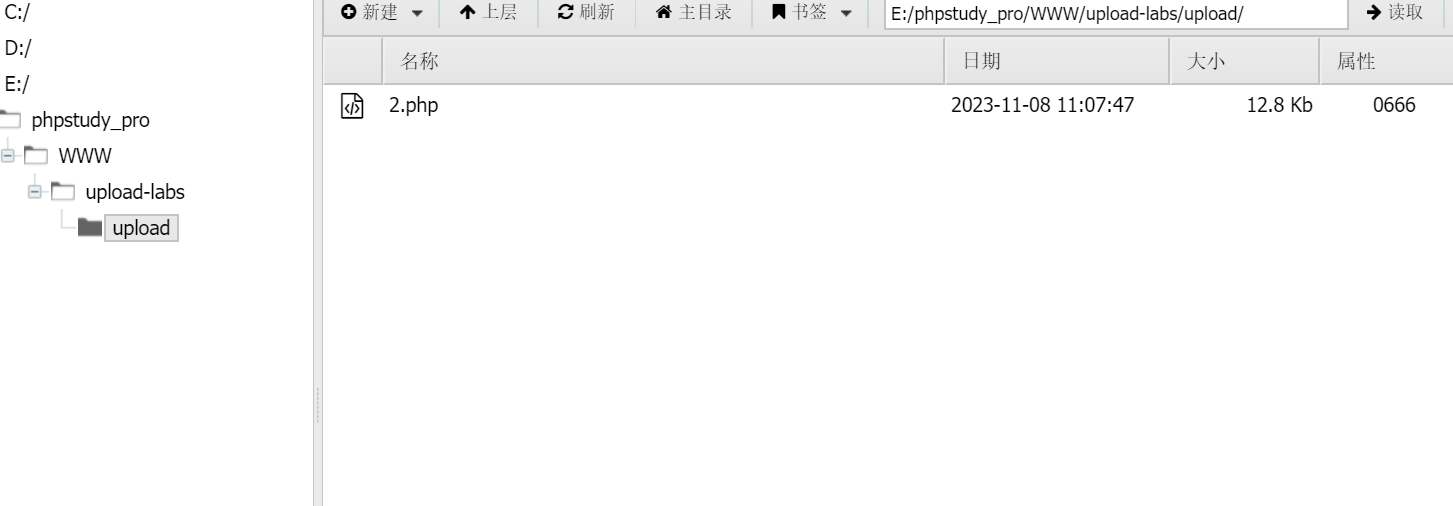 C:/
D:/
E:/
phpstudy_pro
WWW
upload-labs
upload
新建 上层 刷新 主目录 书签 E:/phpstudy_pro/WWW/upload-labs/upload/ 读取
名称 日期 大小 属性
2.php 2023-11-08 11:07:47 12.8 Kb 0666